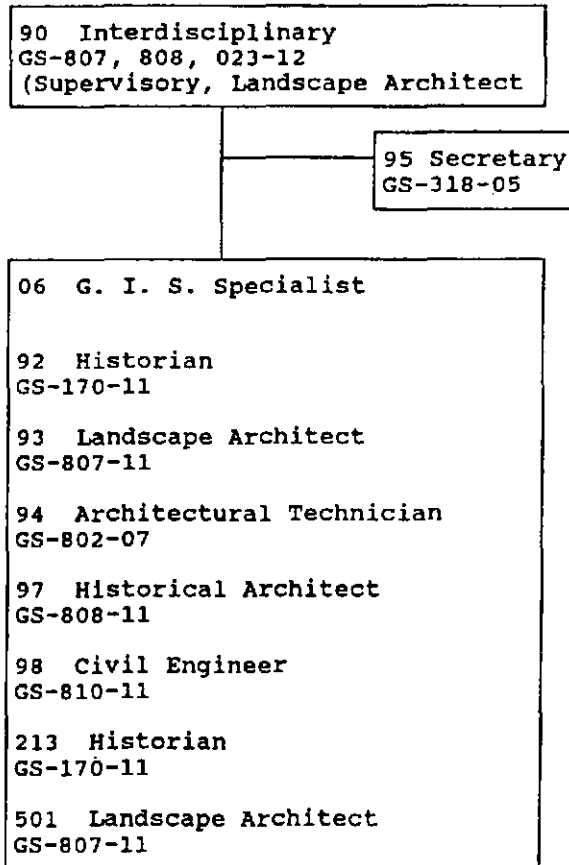 90 Interdisciplinary
GS-807, 808, 023-12
(Supervisory, Landscape Architect
95 Secretary
GS-318-05
06 G. I. S. Specialist
92 Historian
GS-170-11
93 Landscape Architect
GS-807-11
94 Architectural Technician
GS-802-07
97 Historical Architect
GS-808-11
98 Civil Engineer
GS-810-11
213 Historian
GS-170-11
501 Landscape Architect
GS-807-11